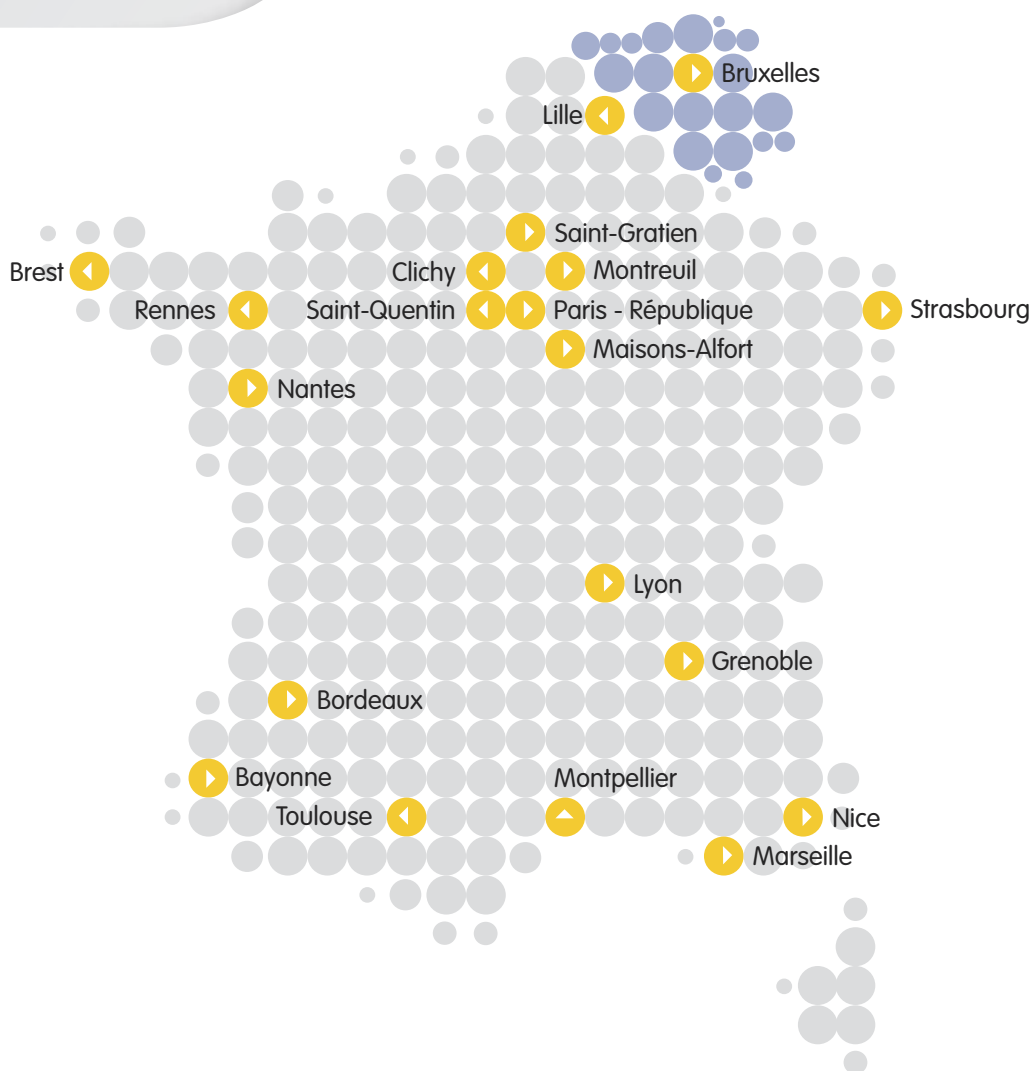 Bruxelles
Lille
Saint-Gratien
Brest
Clichy
Montreuil
Rennes
Saint-Quentin
Paris - République
Strasbourg
Maisons-Alfort
Nantes
Lyon
Grenoble
Bordeaux
Bayonne
Montpellier
Toulouse
Nice
Marseille